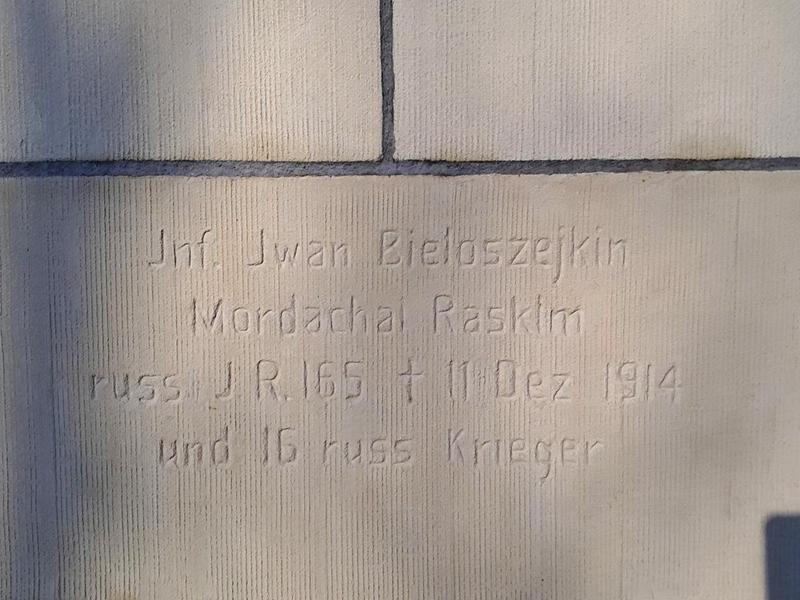 Jnf. Jwan Bieloszejkin
Mordachai Raskim
russ. J. R. 165 † 11 Dez 1914
und 16 russ Krieger